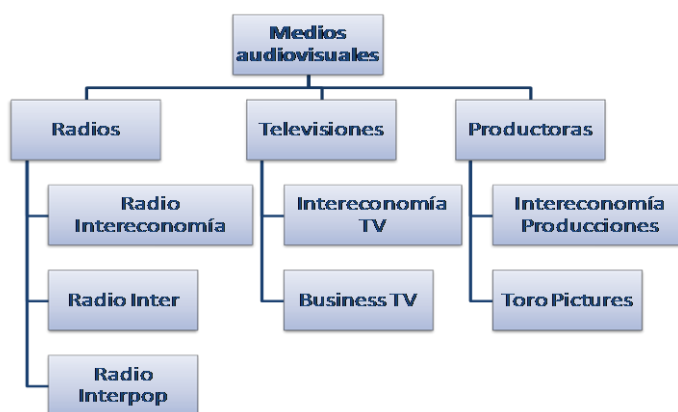 Medios
audiovisuales
Radios
Televisiones
Productoras
Radio
Intereconomía
Intereconomía
TV
Intereconomía
Producciones
Radio Inter
Business TV
Toro Pictures
Radio
Interpop